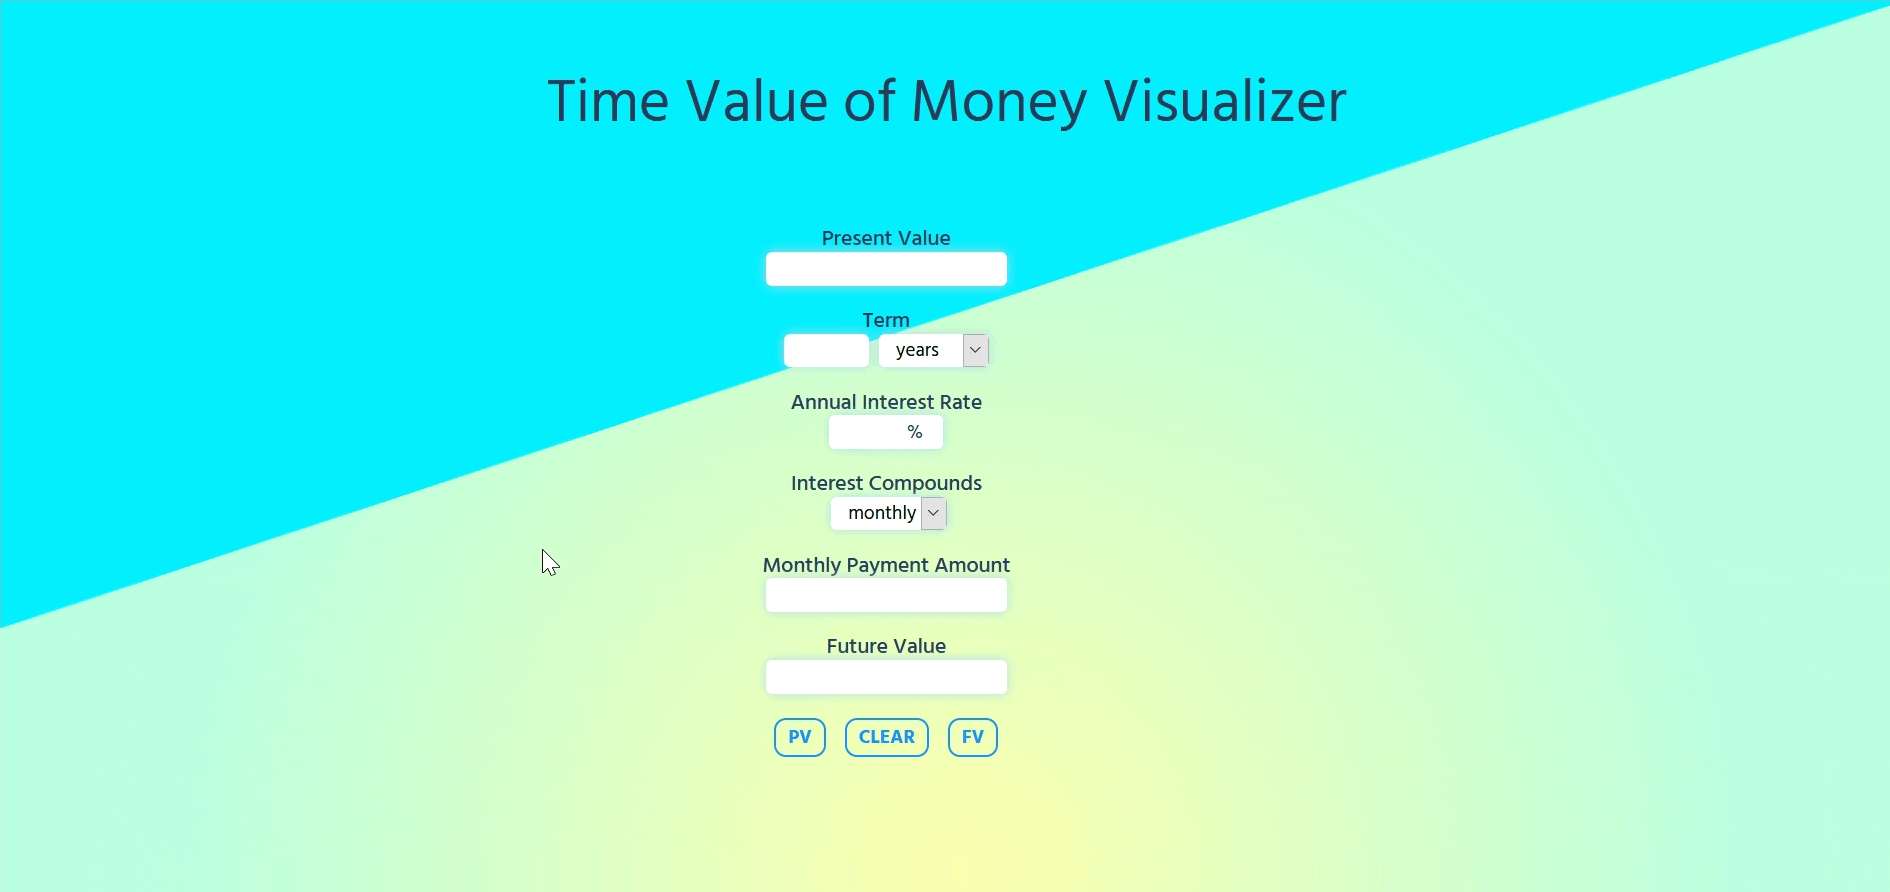 Time Value of Money Visualizer
Present Value
Term
years
Annual Interest Rate
%
Interest Compounds
monthly
Monthly Payment Amount
Future Value
PV CLEAR FV